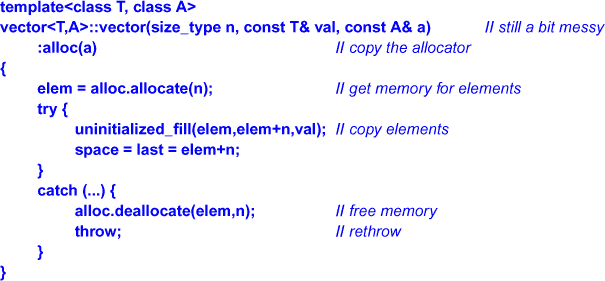 template<class T, class A>
vector<T,A>::vector(size_type n, const T& val, const A& a) // still a bit messy
:alloc(a) // copy the allocator
{
elem = alloc.allocate(n); // get memory for elements
try {
uninitialized_fill(elem,elem+n,val); // copy elements
space = last = elem+n;
}
catch (...) {
alloc.deallocate(elem,n); // free memory
throw; // rethrow
}
}